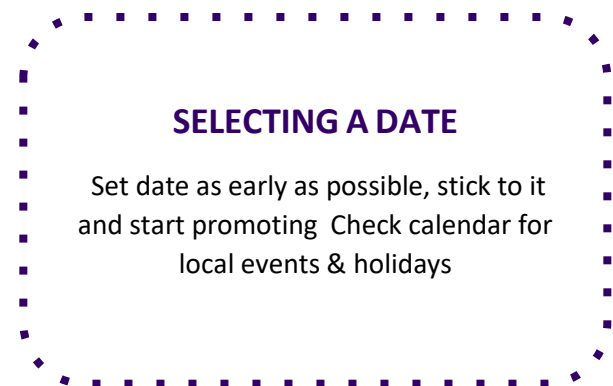 SELECTING A DATE
Set date as early as possible, stick to it
and start promoting  Check calendar for
local events & holidays